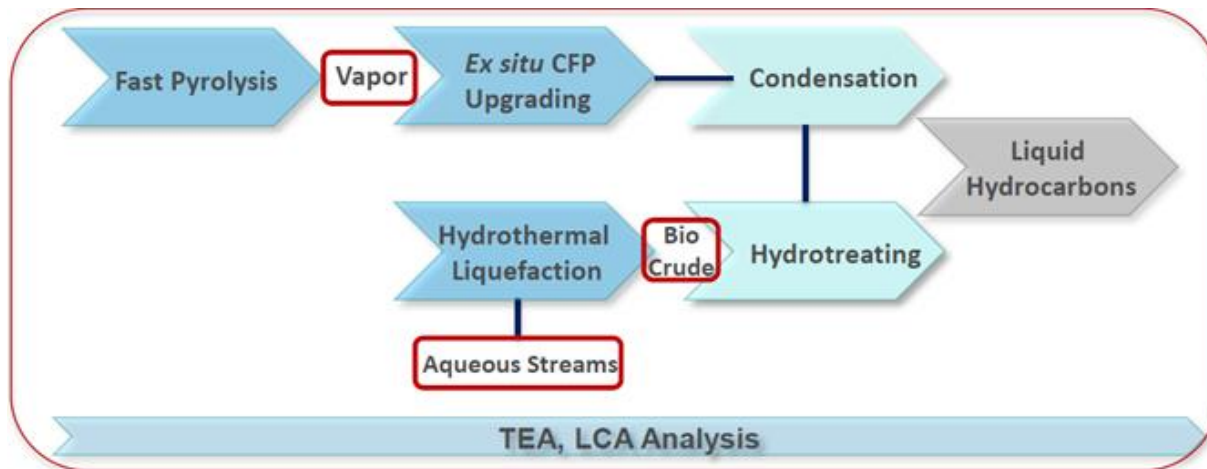 Fast Pyrolysis
Vapor
Ex situ CFP
Upgrading
Condensation
Liquid
Hydrocarbons
Hydrothermal
Liquefaction
Bio
Crude
Hydrotreating
Aqueous Streams
TEA, LCA Analysis